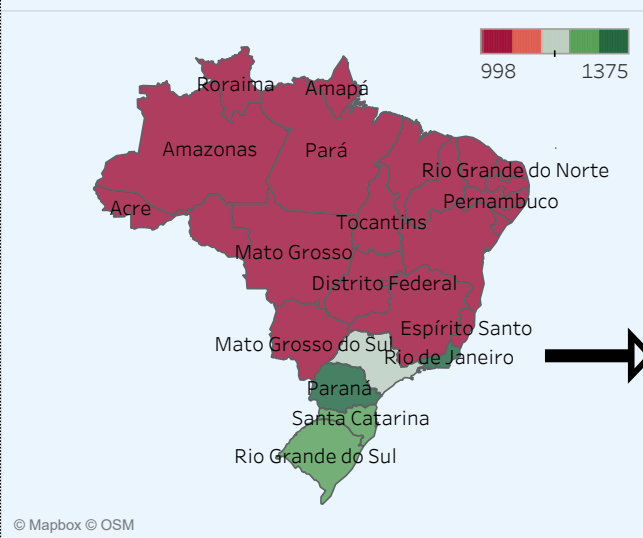 998
1375
Roraima
Amapá
Amazonas
Pará
Rio Grande do Norte
Pernambuco
Acre
Tocantins
Mato Grosso
Distrito Federal
Espírito Santo
Mato Grosso do Sul
Rio de Janeiro
Paraná
Santa Catarina
Rio Grande do Sul
© Mapbox © OSM